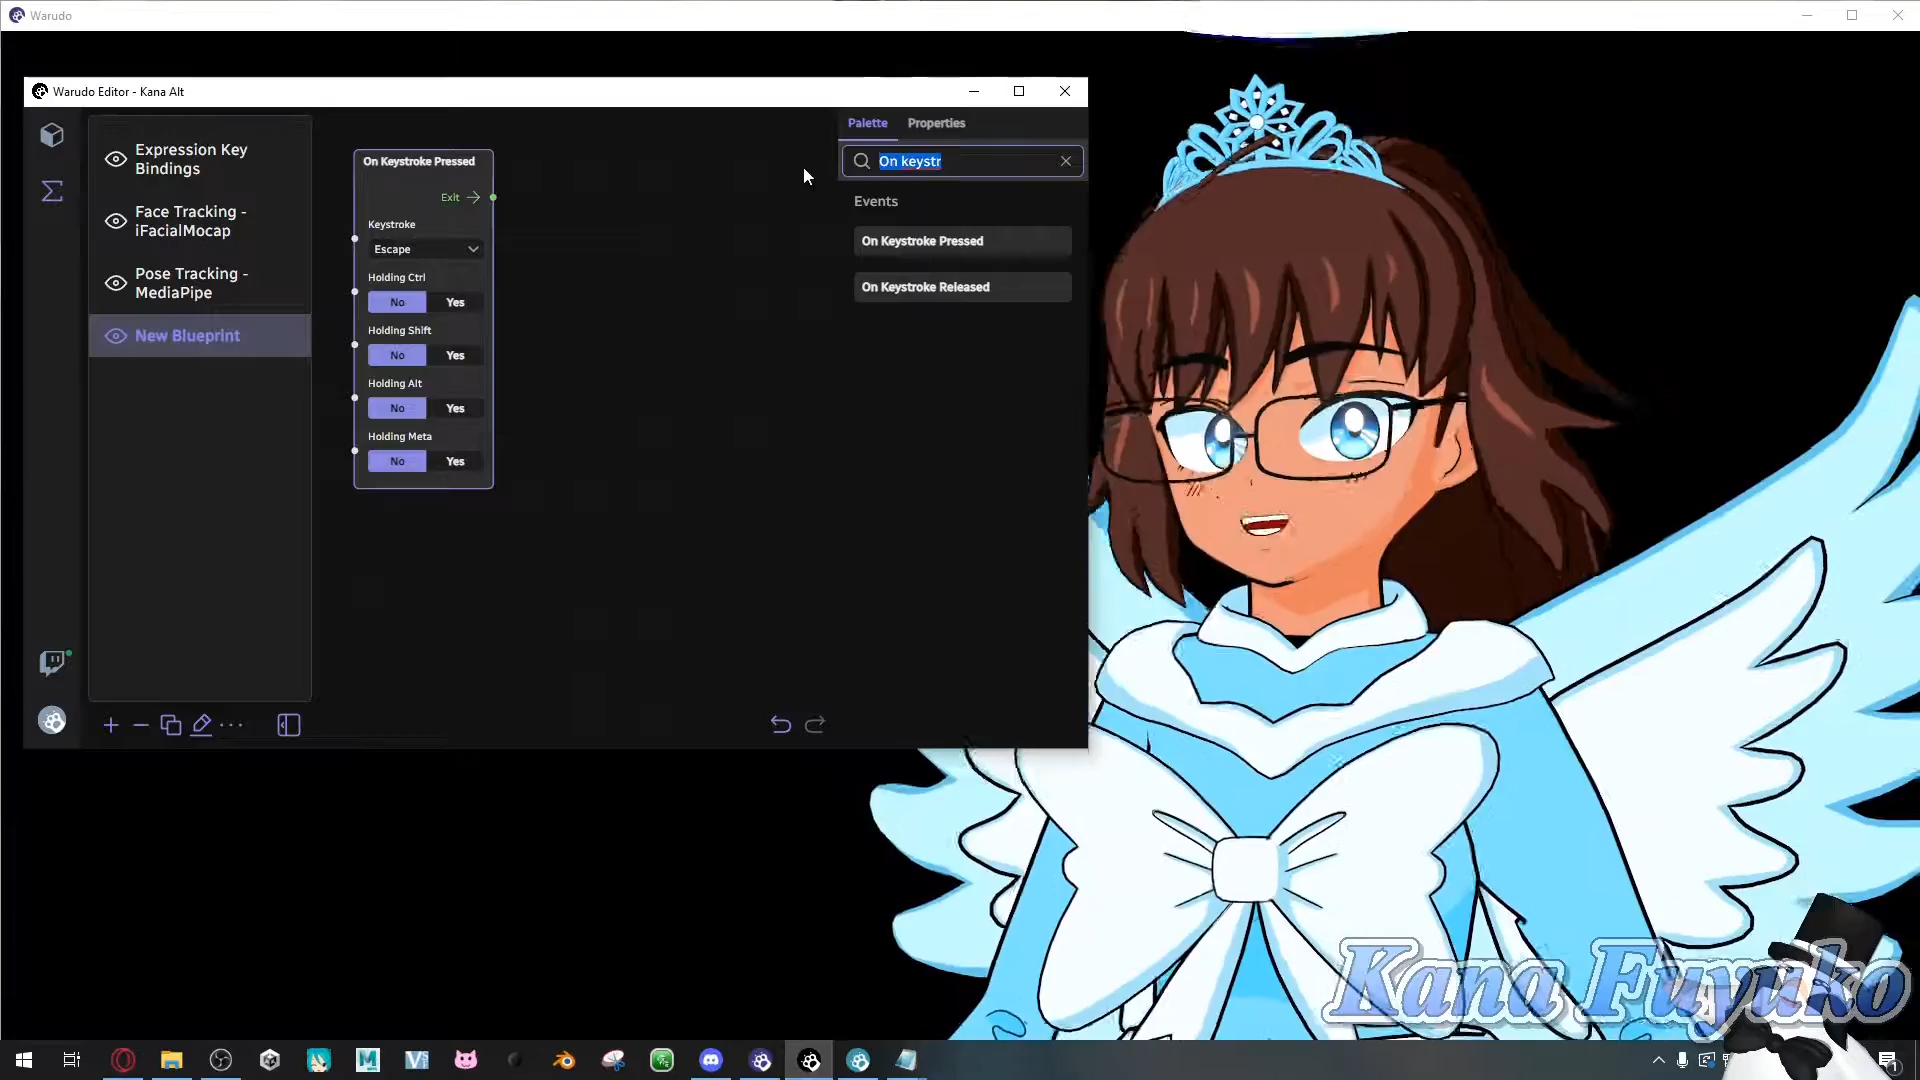 Warudo
Warudo Editor - Kana Alt
Expression Key
Bindings
Face Tracking -
iFacialMocap
Pose Tracking -
MediaPipe
New Blueprint
On Keystroke Pressed
Exit
Keystroke
Escape
Holding Ctrl
No Yes
Holding Shift
No Yes
Holding Alt
No Yes
Holding Meta
No Yes
Palette Properties
On keystr
Events
On Keystroke Pressed
On Keystroke Released
Kana Fuyuko